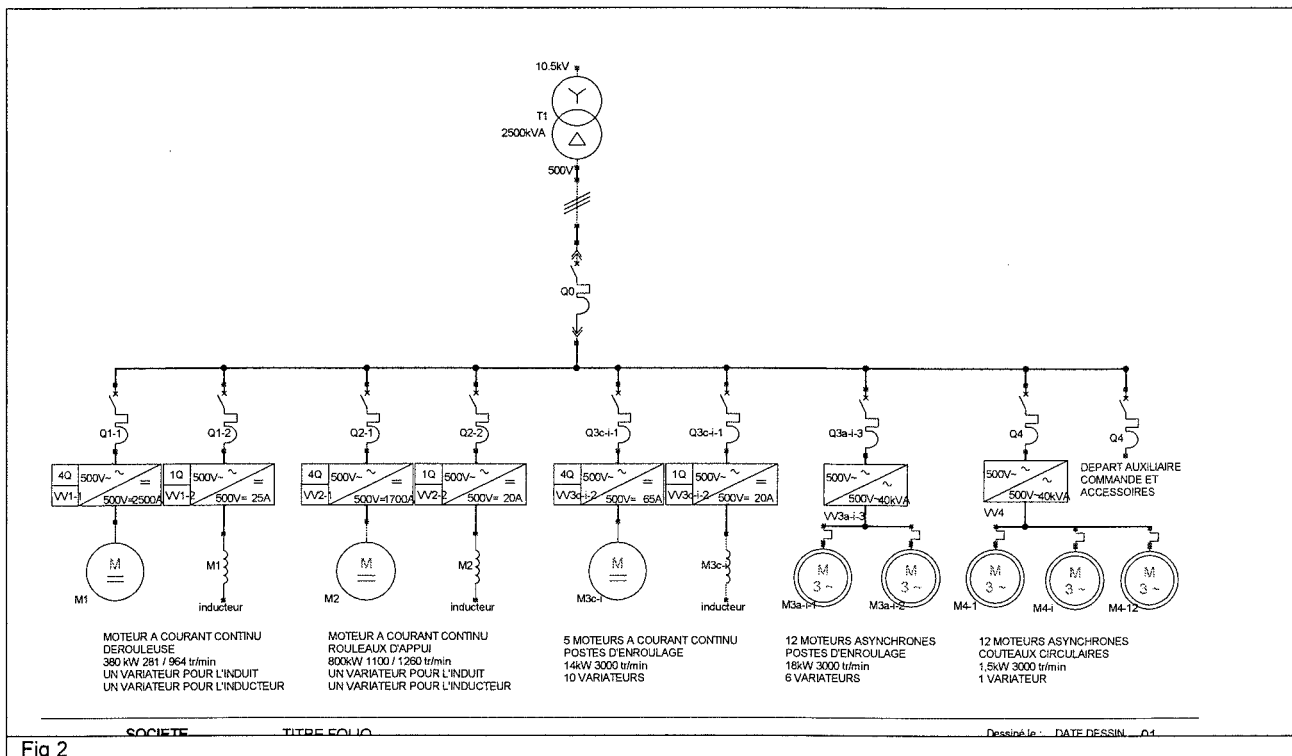 10.5kV
T1
2500kVA
500V
Q0
Q1-1
Q1-2
Q2-1
Q2-2
Q3c-i-1
Q3c-i-1
Q3a-i-3
Q4
Q4
4Q 500V~ ~
VV1-1 500V=2500A
1Q 500V~ ~
VV1-2 500V= 25A
4Q 500V~ ~
VV2-1 500V=1700A
1Q 500V~ ~
VV2-2 500V= 20A
4Q 500V~ ~
VV3c-i-2 500V= 65A
1Q 500V~ ~
VV3c-i-2 500V= 20A
500V~ ~
~
500V~40kVA
VV3a-i-3
500V~ ~
~
500V~40kVA
VV4
DEPART AUXILIAIRE
COMMANDE ET
ACCESSOIRES
M
M1
M1
inducteur
M
M2
M2
inducteur
M
M3c-i
M3c-i
inducteur
M
3 ~
M3a-i-1
M
3 ~
M3a-i-2
M
3 ~
M4-1
M
3 ~
M4-i
M
3 ~
M4-12
MOTEUR A COURANT CONTINU
DEROULEUSE
380 kW 281 / 964 tr/min
UN VARIATEUR POUR L'INDUIT
UN VARIATEUR POUR L'INDUCTEUR
MOTEUR A COURANT CONTINU
ROULEAUX D'APPUI
800kW 1100 / 1260 tr/min
UN VARIATEUR POUR L'INDUIT
UN VARIATEUR POUR L'INDUCTEUR
5 MOTEURS A COURANT CONTINU
POSTES D'ENROULAGE
14kW 3000 tr/min
10 VARIATEURS
12 MOTEURS ASYNCHRONES
POSTES D'ENROULAGE
18kW 3000 tr/min
6 VARIATEURS
12 MOTEURS ASYNCHRONES
COUTEAUX CIRCULAIRES
1,5kW 3000 tr/min
1 VARIATEUR
SOCIETE TITRE FOLIO Dessiné le : DATE DESSIN 01
Fig 2